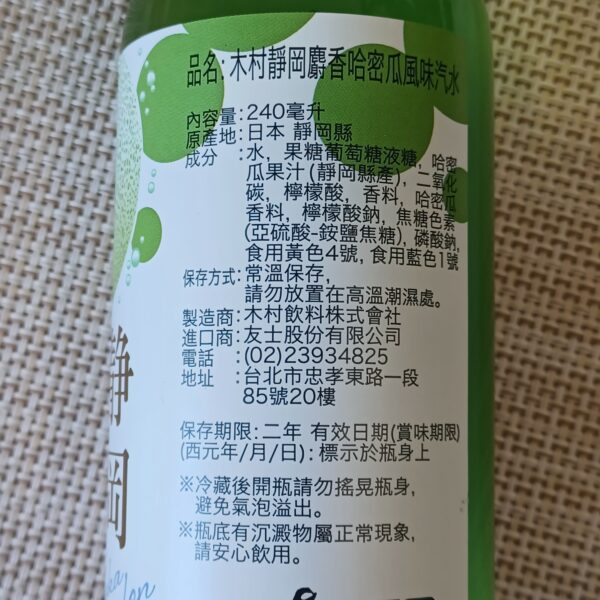 品名:木村靜岡麝香哈密瓜風味汽水
內容量:240毫升
原產地:日本 靜岡縣
成分 :水, 果糖葡萄糖液糖, 哈密
瓜果汁(靜岡縣產), 二氧化
碳, 檸檬酸, 香料, 哈密瓜
香料, 檸檬酸鈉, 焦糖色素
(亞硫酸-銨鹽焦糖), 磷酸鈉,
食用黃色4號, 食用藍色1號
保存方式:常溫保存,
請勿放置在高溫潮濕處。
製造商:木村飲料株式會社
進口商:友士股份有限公司
電話 :(02)23934825
地址 :台北市忠孝東路一段
85號20樓
保存期限:二年 有效日期(賞味期限)
(西元年/月/日):標示於瓶身上
※冷藏後開瓶請勿搖晃瓶身,
避免氣泡溢出。
※瓶底有沉澱物屬正常現象,
請安心飲用。
靜
岡